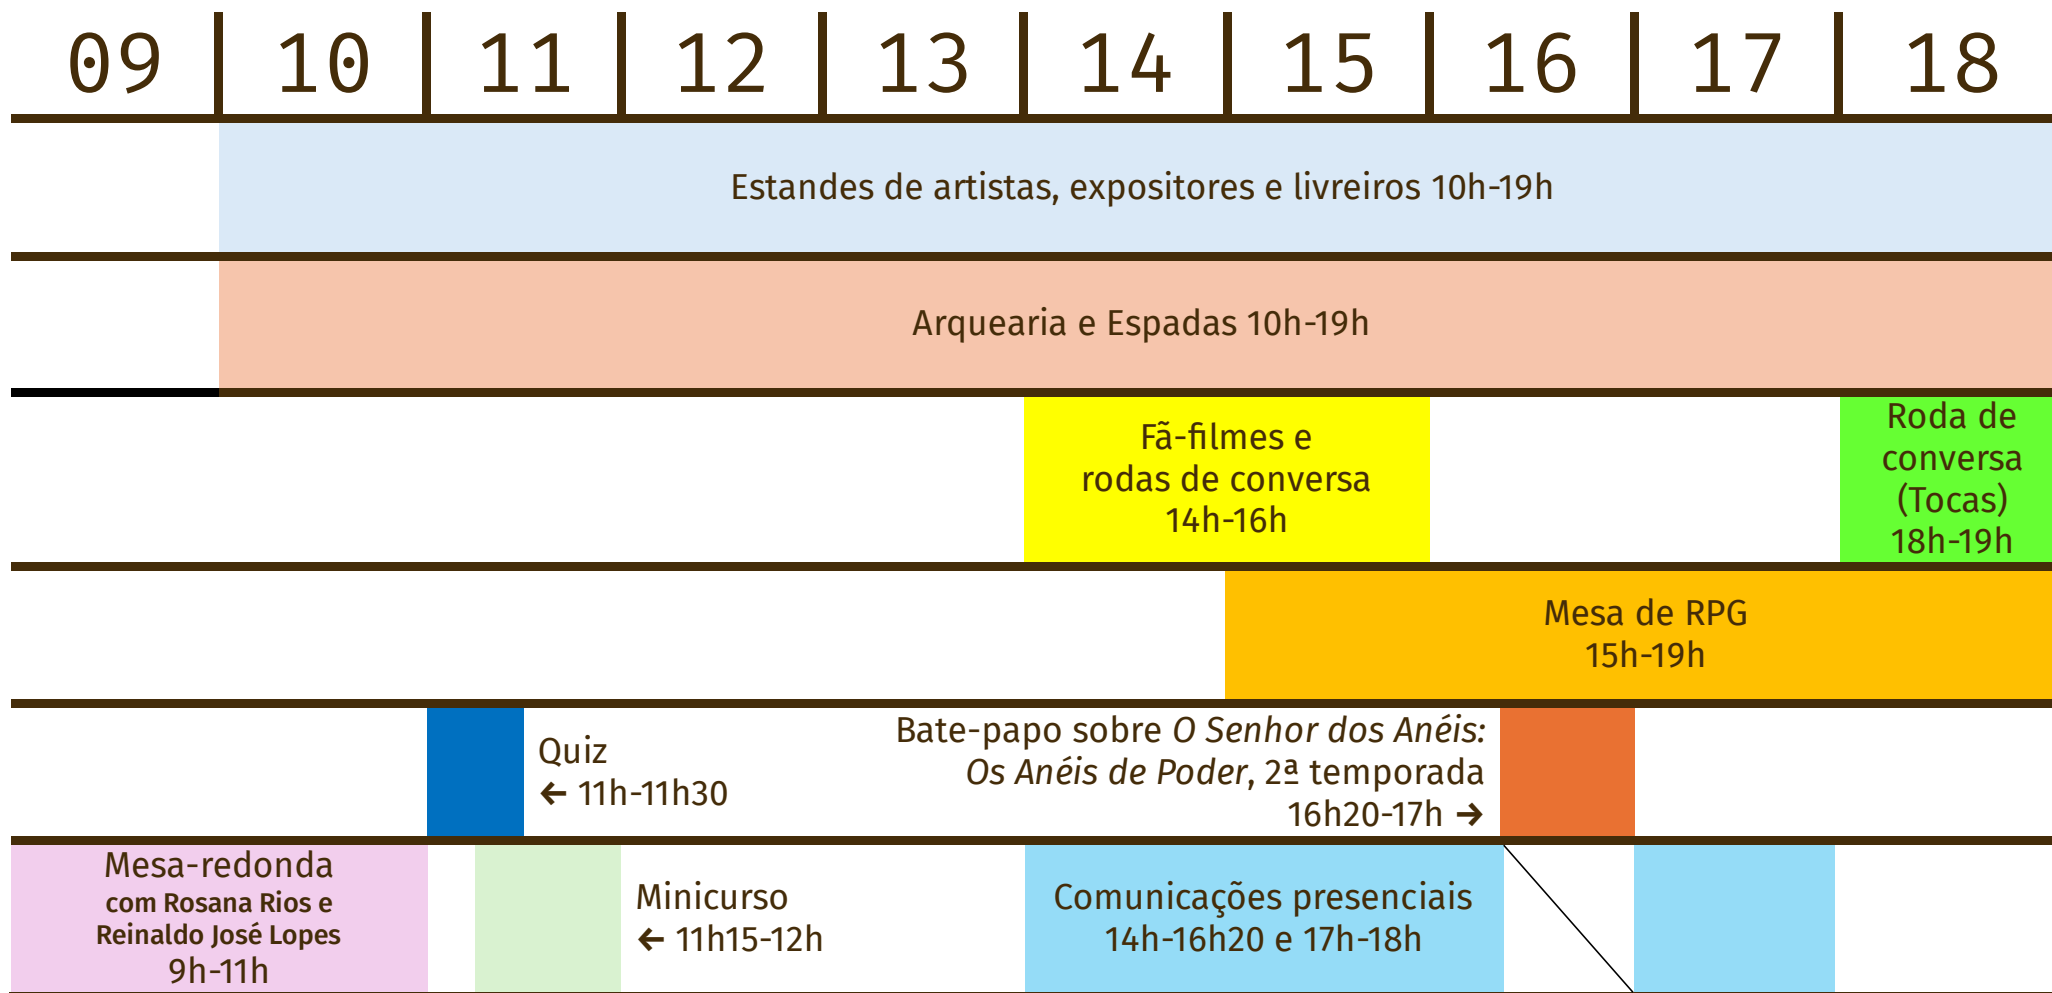 09 10 11 12 13 14 15 16 17 18
Estandes de artistas, expositores e livreiros 10h-19h
Arquearia e Espadas 10h-19h
Fã-filmes e
rodas de conversa
14h-16h
Roda de
conversa
(Tocas)
18h-19h
Mesa de RPG
15h-19h
Quiz
← 11h-11h30
Bate-papo sobre O Senhor dos Anéis:
Os Anéis de Poder, 2ª temporada
16h20-17h →
Mesa-redonda
com Rosana Rios e
Reinaldo José Lopes
9h-11h
Minicurso
← 11h15-12h
Comunicações presenciais
14h-16h20 e 17h-18h